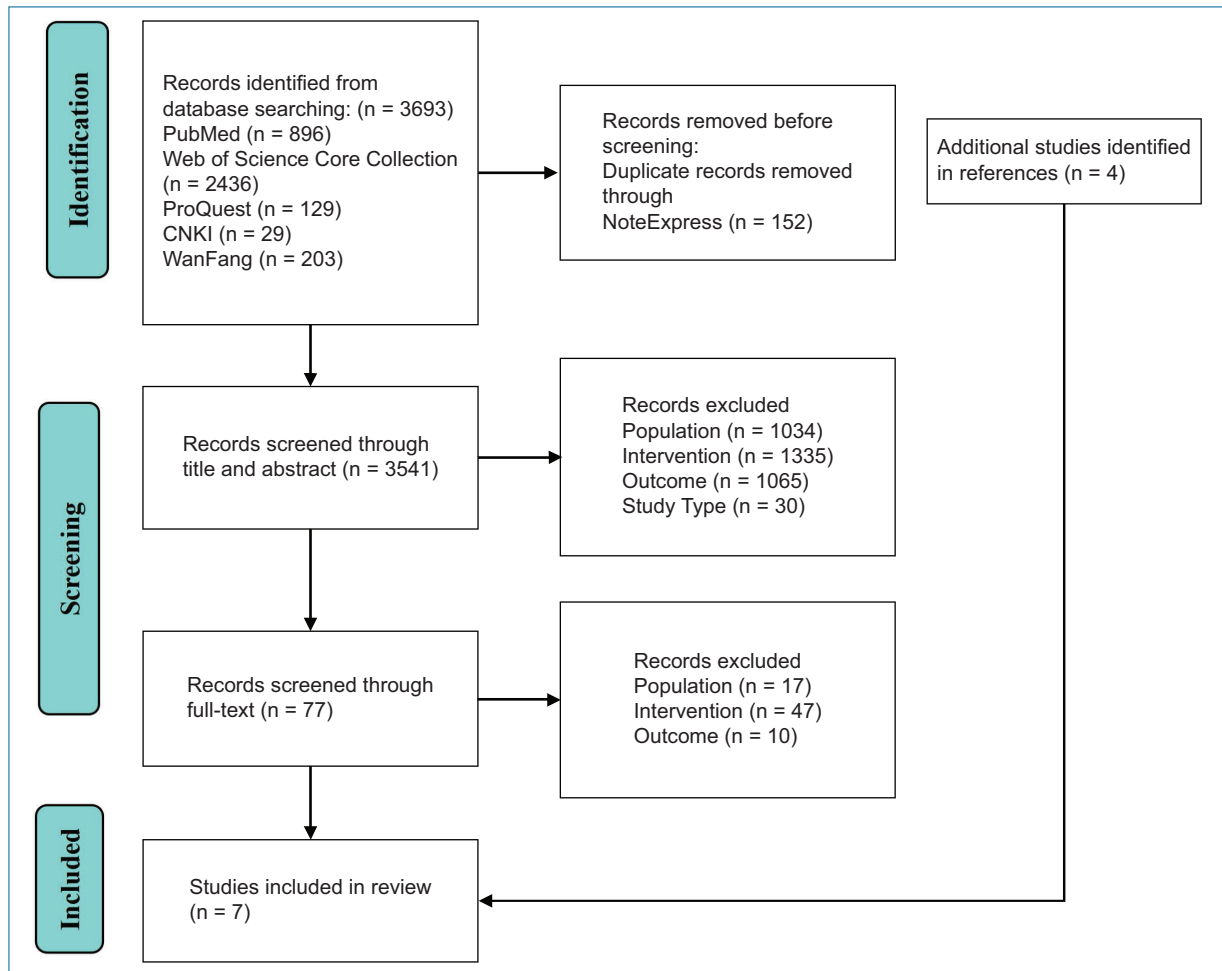 Identification
Records identified from
database searching: (n = 3693)
PubMed (n = 896)
Web of Science Core Collection
(n = 2436)
ProQuest (n = 129)
CNKI (n = 29)
WanFang (n = 203)
Records removed before
screening:
Duplicate records removed
through
NoteExpress (n = 152)
Additional studies identified
in references (n = 4)
Screening
Records screened through
title and abstract (n = 3541)
Records excluded
Population (n = 1034)
Intervention (n = 1335)
Outcome (n = 1065)
Study Type (n = 30)
Records screened through
full-text (n = 77)
Records excluded
Population (n = 17)
Intervention (n = 47)
Outcome (n = 10)
Included
Studies included in review
(n = 7)